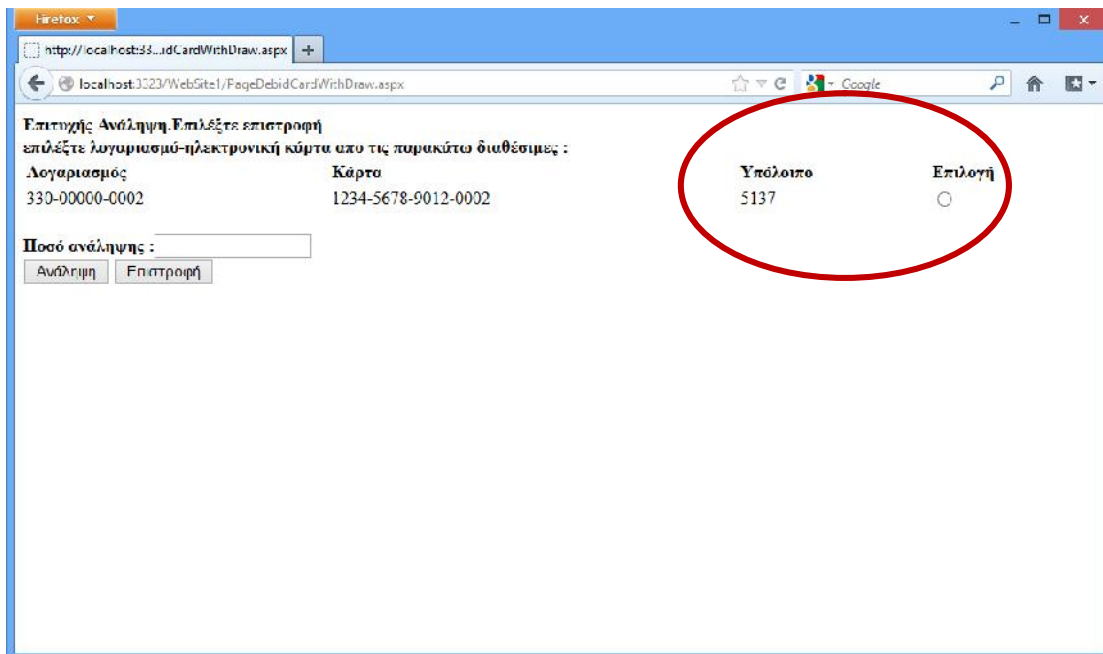 Firefox
http://localhost:33...idCardWithDraw.aspx
localhost:3323/WebSite1/PageDebidCardWithDraw.aspx
Google
Επιτυχής Ανάληψη.Επιλέξτε επιστροφή
επιλέξτε λογαριασμό-ηλεκτρονική κάρτα απο τις παρακάτω διαθέσιμες :
Λογαριασμός Κάρτα Υπόλοιπο Επιλογή
330-00000-0002 1234-5678-9012-0002 5137
Ποσό ανάληψης :
Ανάληψη Επιστροφή